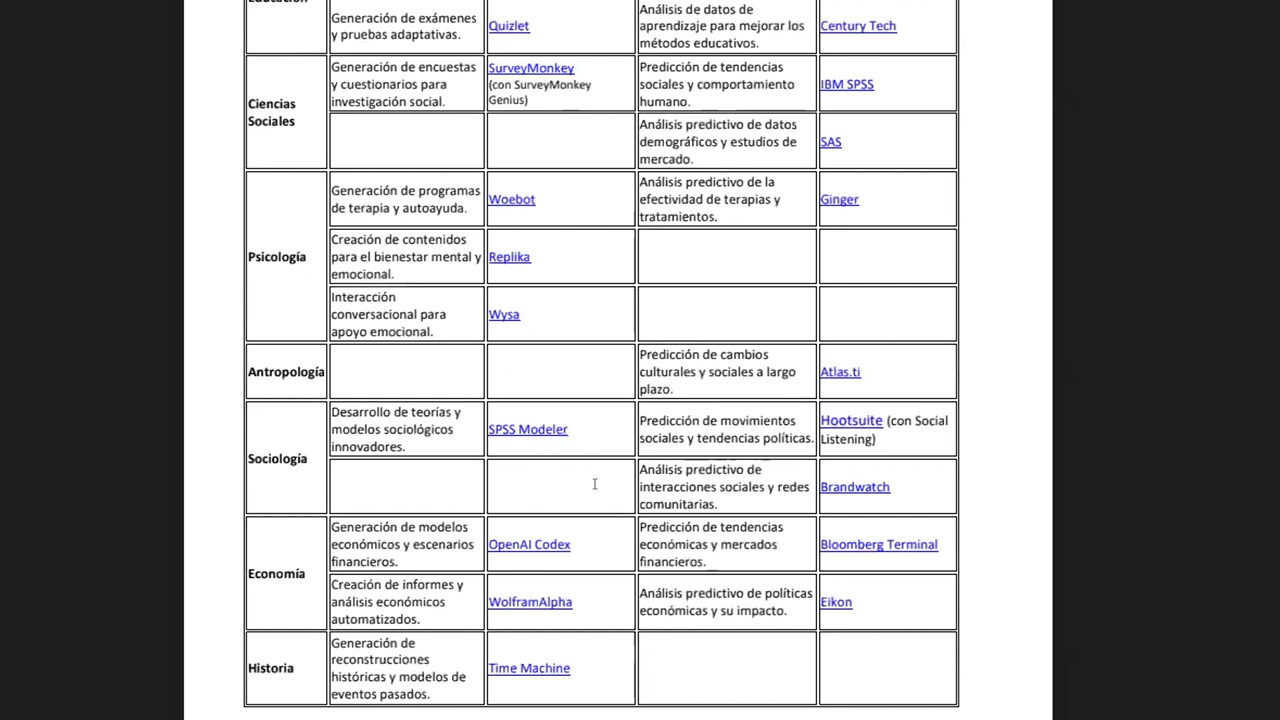 Educación
Generación de exámenes
y pruebas adaptativas.
Quizlet
Análisis de datos de
aprendizaje para mejorar los
métodos educativos.
Century Tech
Ciencias
Sociales
Generación de encuestas
y cuestionarios para
investigación social.
SurveyMonkey
(con SurveyMonkey
Genius)
Predicción de tendencias
sociales y comportamiento
humano.
IBM SPSS
Análisis predictivo de datos
demográficos y estudios de
mercado.
SAS
Psicología
Generación de programas
de terapia y autoayuda.
Woebot
Análisis predictivo de la
efectividad de terapias y
tratamientos.
Ginger
Creación de contenidos
para el bienestar mental y
emocional.
Replika
Interacción
conversacional para
apoyo emocional.
Wysa
Antropología
Predicción de cambios
culturales y sociales a largo
plazo.
Atlas.ti
Sociología
Desarrollo de teorías y
modelos sociológicos
innovadores.
SPSS Modeler
Predicción de movimientos
sociales y tendencias políticas.
Hootsuite (con Social
Listening)
Análisis predictivo de
interacciones sociales y redes
comunitarias.
Brandwatch
Economía
Generación de modelos
económicos y escenarios
financieros.
OpenAI Codex
Predicción de tendencias
económicas y mercados
financieros.
Bloomberg Terminal
Creación de informes y
análisis económicos
automatizados.
WolframAlpha
Análisis predictivo de políticas
económicas y su impacto.
Eikon
Historia
Generación de
reconstrucciones
históricas y modelos de
eventos pasados.
Time Machine